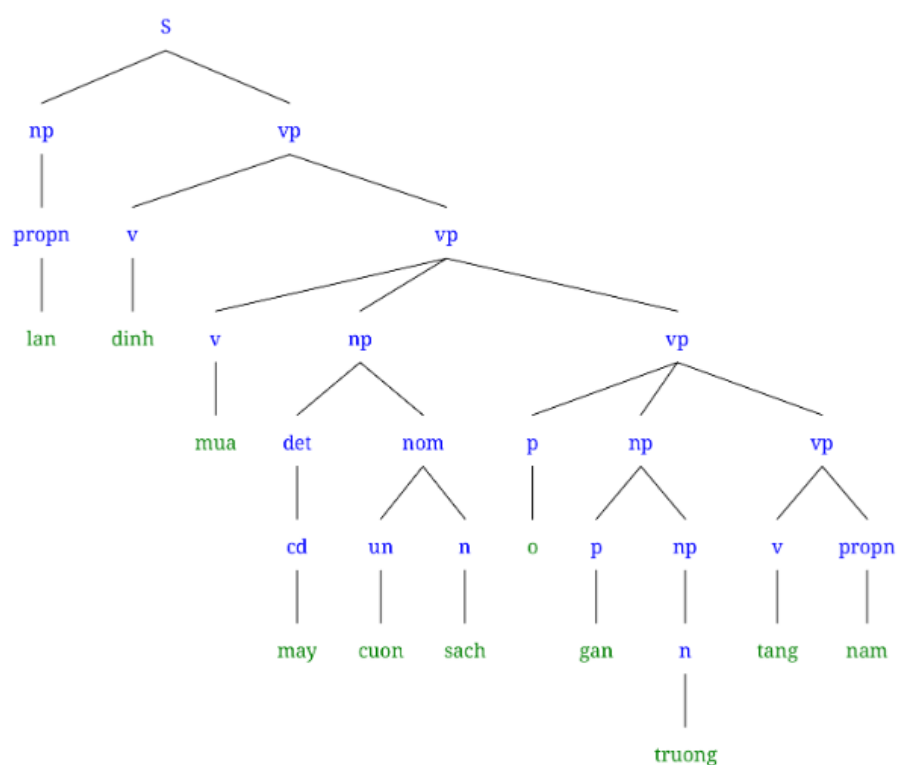 S
np vp
propn v vp
lan dinh v np vp
mua det nom p np vp
cd un n o p np v propn
may cuon sach gan n tang nam
truong